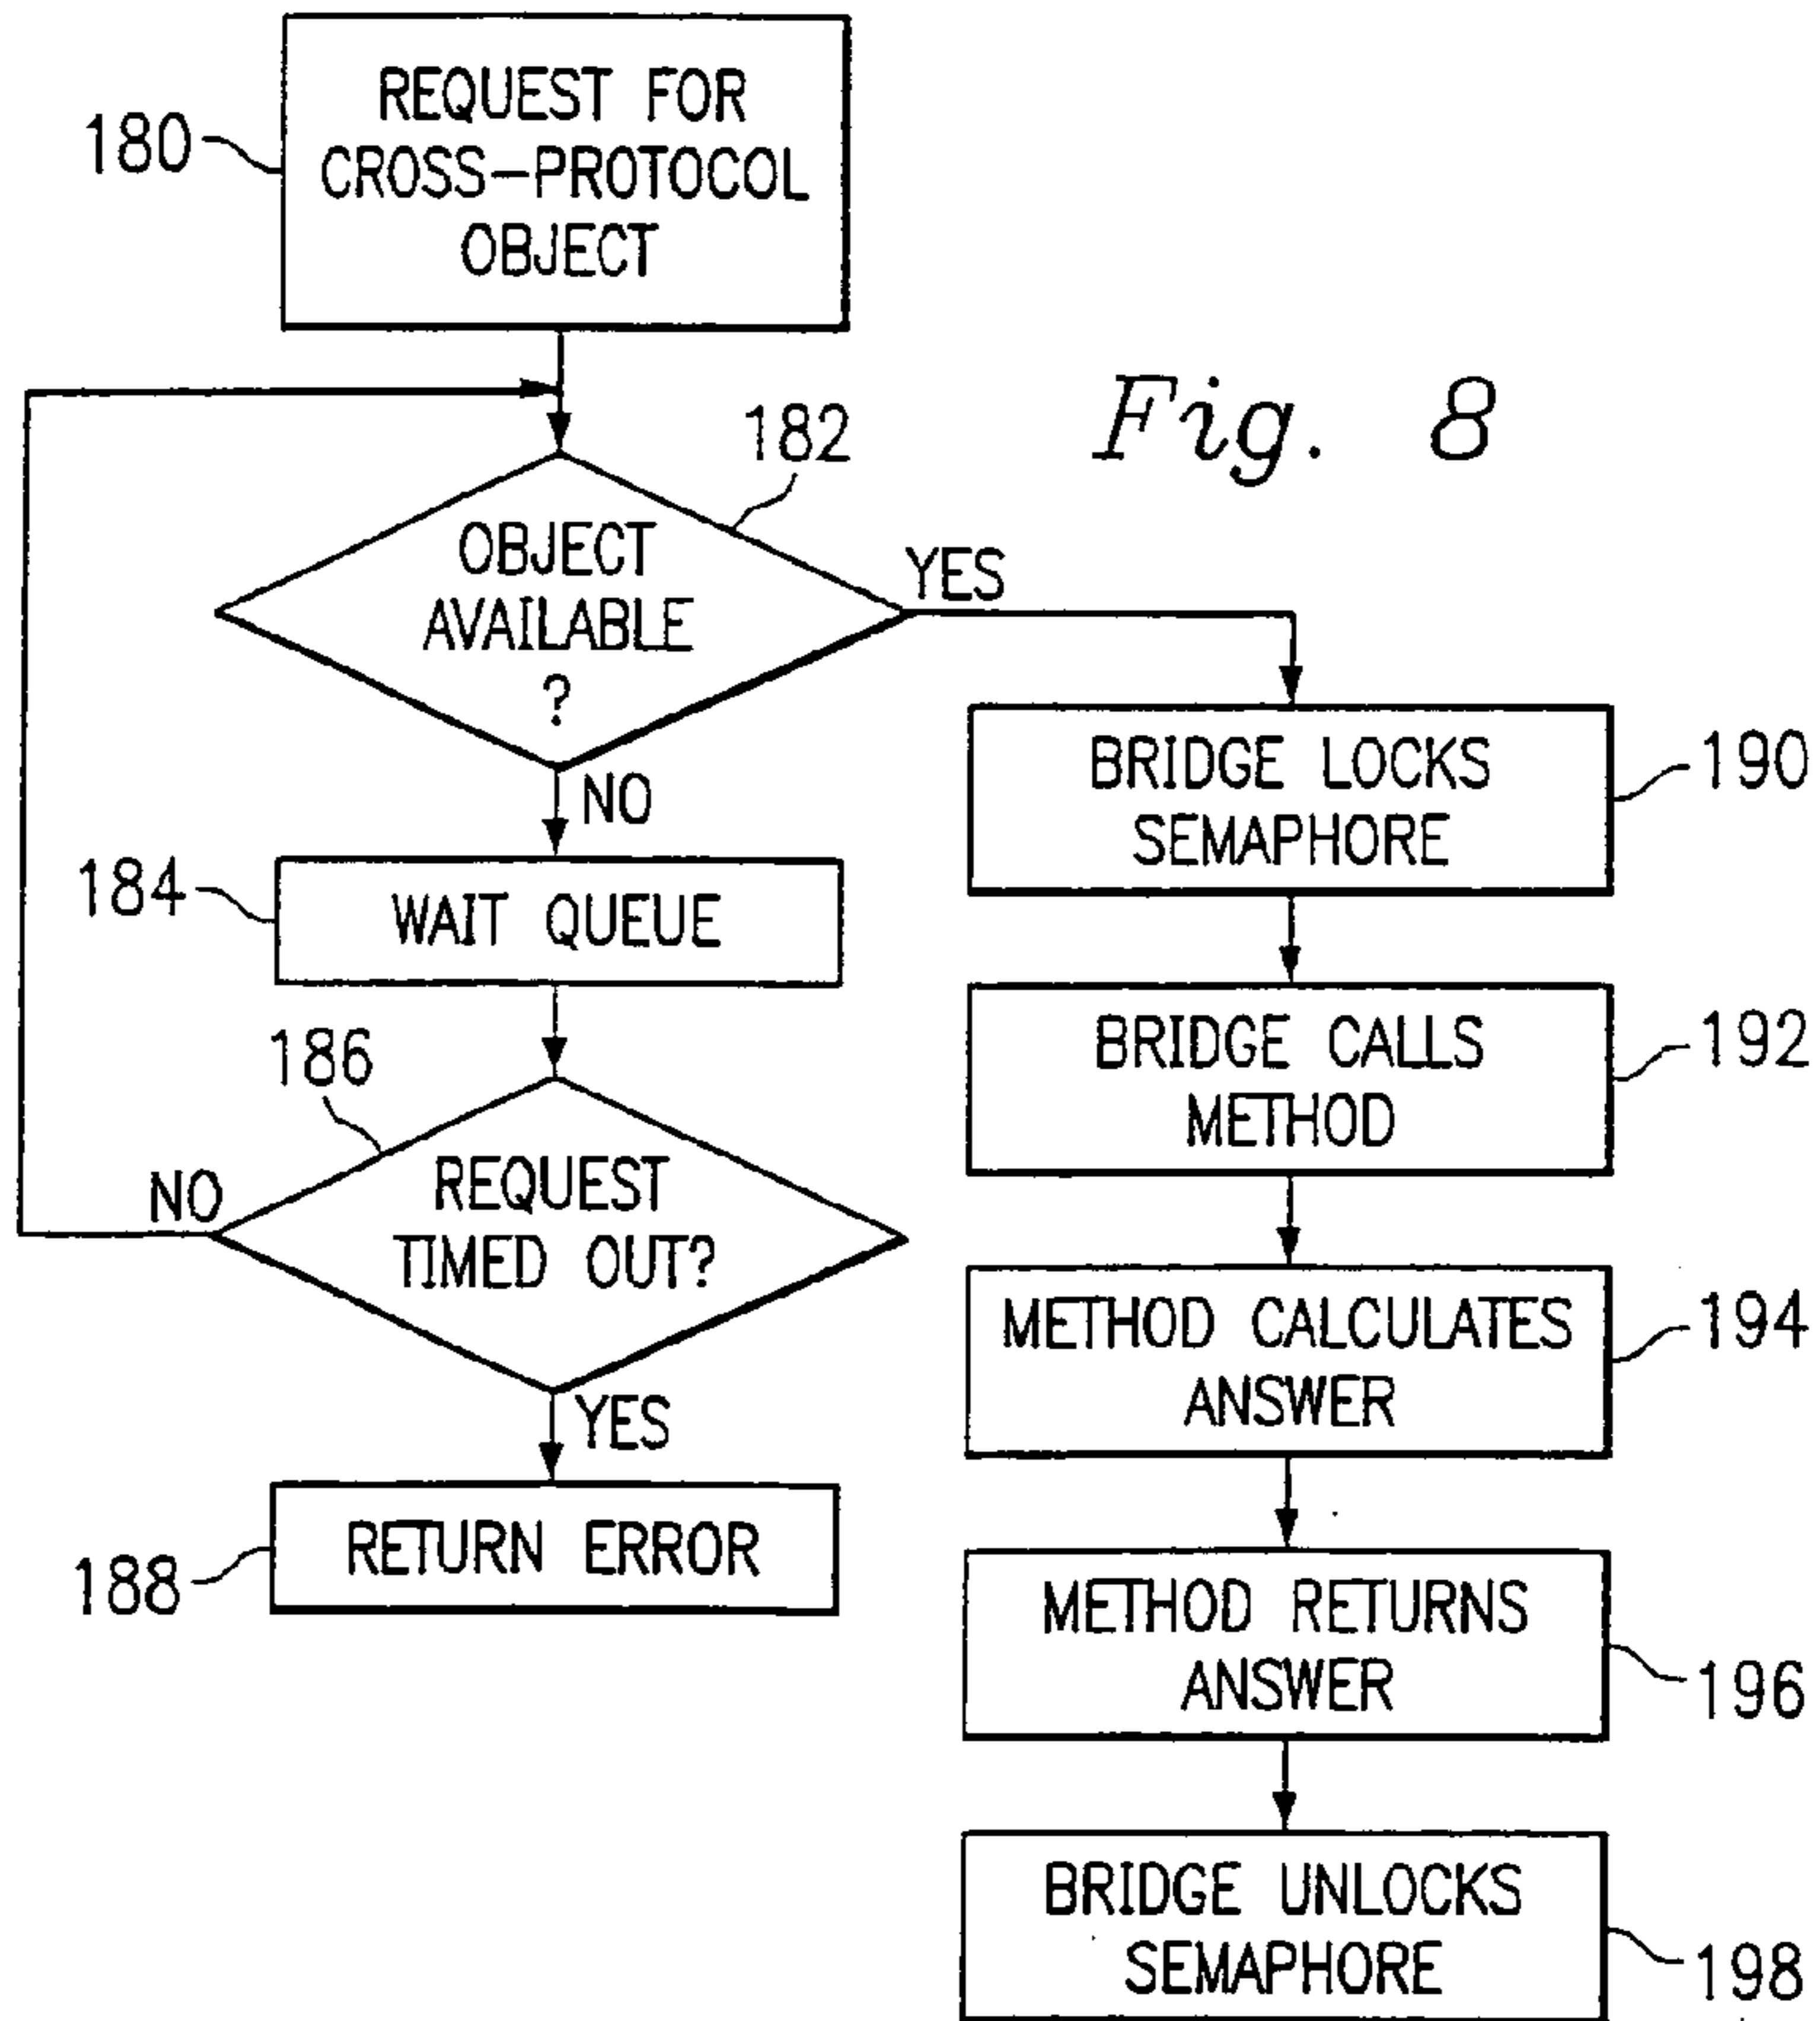 REQUEST FOR
CROSS-PROTOCOL
OBJECT
180
Fig. 8
182
OBJECT
AVAILABLE
?
YES
NO
190
BRIDGE LOCKS
SEMAPHORE
184
WAIT QUEUE
192
BRIDGE CALLS
METHOD
186
REQUEST
TIMED OUT?
NO
YES
194
METHOD CALCULATES
ANSWER
188
RETURN ERROR
METHOD RETURNS
ANSWER
196
BRIDGE UNLOCKS
SEMAPHORE
198